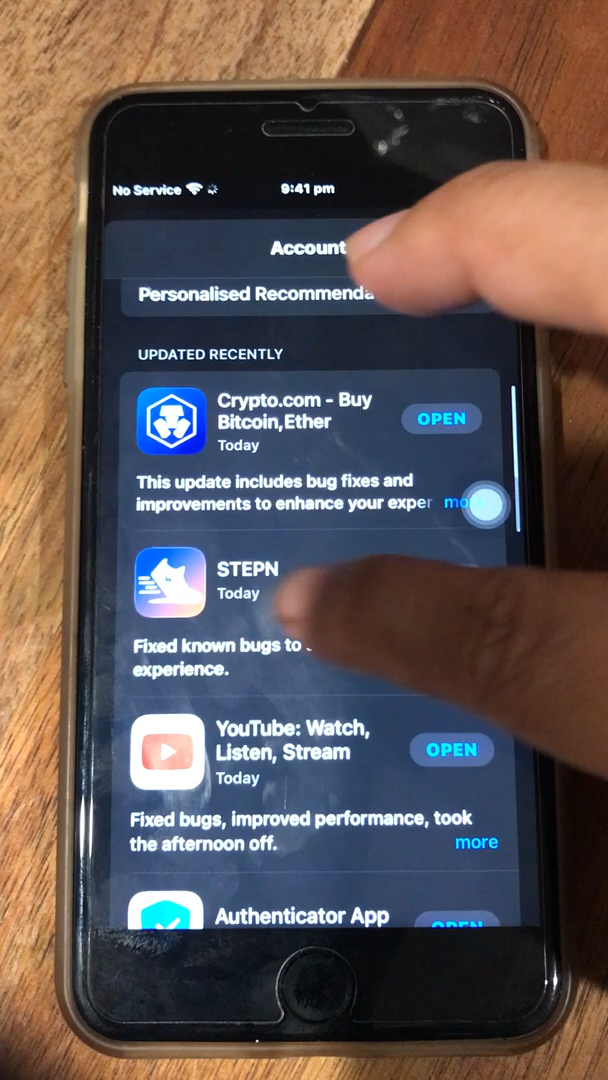 No Service
9:41 pm
Account
Personalised
UPDATED RECENTLY
Crypto.com - Buy
Bitcoin,Ether
OPEN
Today
This update includes bug fixes and
improvements to enhance your
STEPN
Today
Fixed known bugs to
experience.
YouTube: Watch,
Listen, Stream
OPEN
Today
Fixed bugs, improved performance, took
the afternoon off.
more
Authenticator App
OPEN